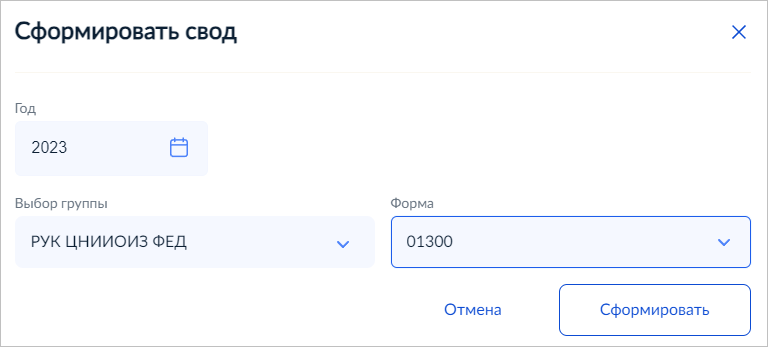 Сформировать свод
Год
2023
Выбор группы
Форма
РУК ЦНИИОИЗ ФЕД
01300
Отмена
Сформировать